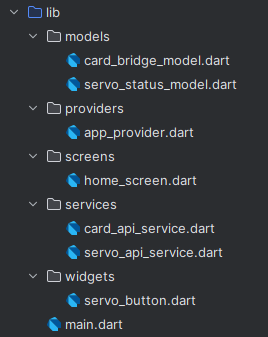 lib
models
card_bridge_model.dart
servo_status_model.dart
providers
app_provider.dart
screens
home_screen.dart
services
card_api_service.dart
servo_api_service.dart
widgets
servo_button.dart
main.dart